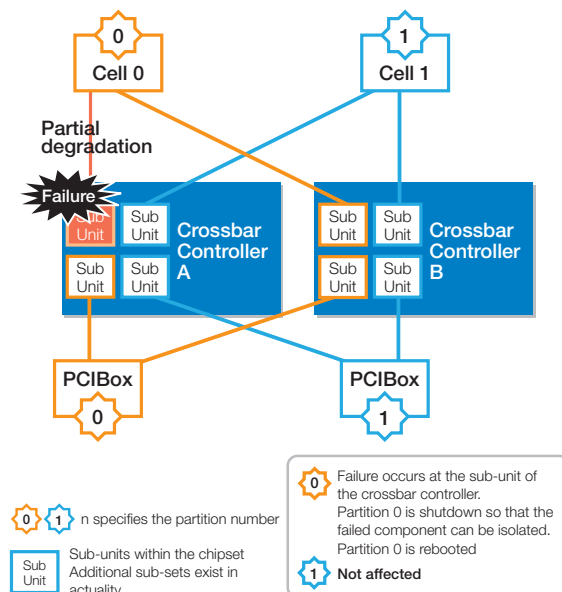 0
Cell 0
1
Cell 1
Partial
degradation
Failure
Sub
Unit
Sub
Unit
Sub
Unit
Sub
Unit
Crossbar
Controller
A
Sub
Unit
Sub
Unit
Sub
Unit
Sub
Unit
Crossbar
Controller
B
PCIBox
0
PCIBox
1
0 1 n specifies the partition number
Sub
Unit
Sub-units within the chipset
Additional sub-sets exist in
actuality
0 Failure occurs at the sub-unit of
the crossbar controller.
Partition 0 is shutdown so that the
failed component can be isolated.
Partition 0 is rebooted
1 Not affected